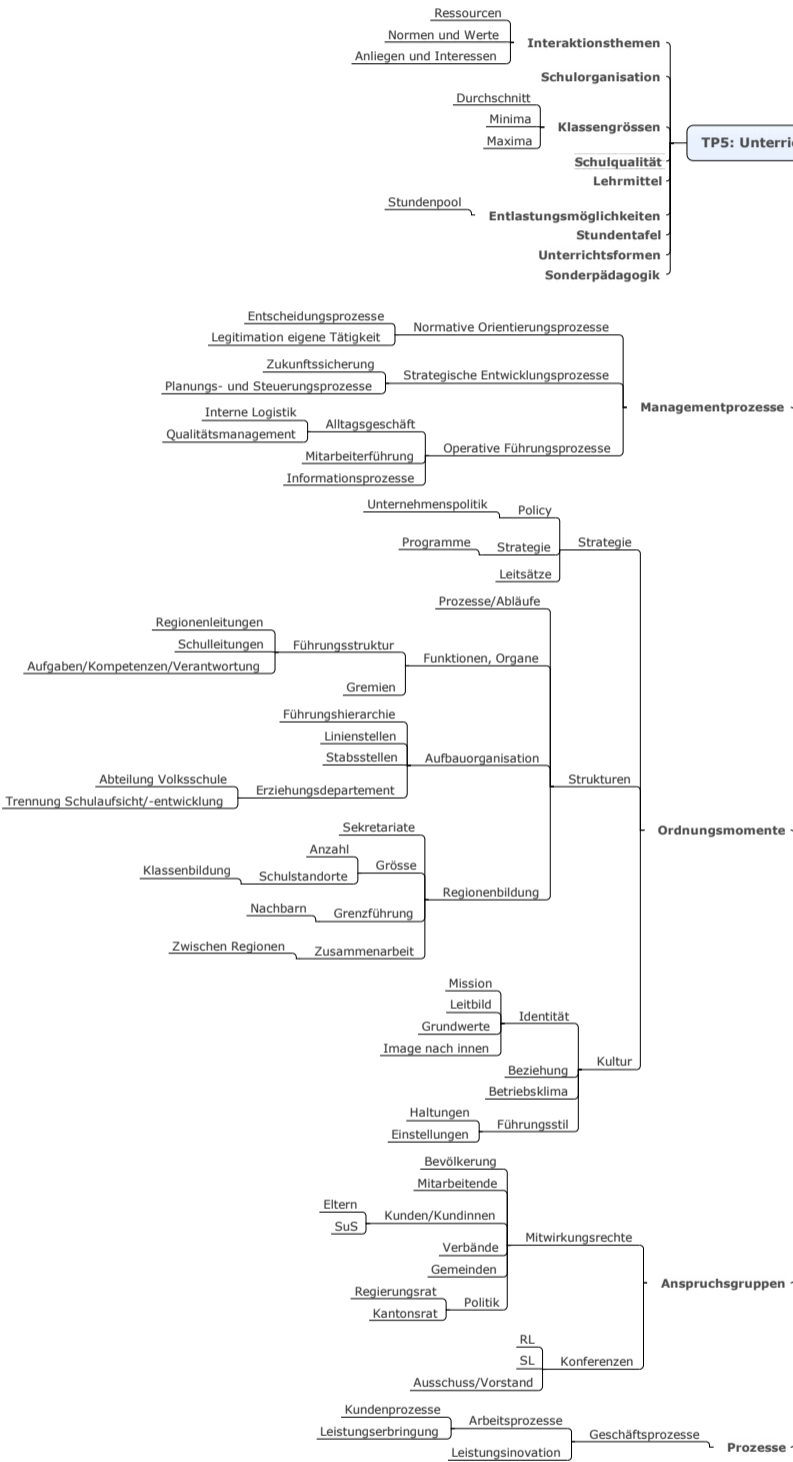 Ressourcen
Normen und Werte
Anliegen und Interessen
Interaktionsthemen
Schulorganisation
Durchschnitt
Minima
Maxima
Klassengrössen
TP5: Unterri
Schulqualität
Lehrmittel
Stundenpool
Entlastungsmöglichkeiten
Stundentafel
Unterrichtsformen
Sonderpädagogik
Entscheidungsprozesse
Legitimation eigene Tätigkeit
Normative Orientierungsprozesse
Zukunftssicherung
Planungs- und Steuerungsprozesse
Strategische Entwicklungsprozesse
Managementprozesse
Interne Logistik
Qualitätsmanagement
Alltagsgeschäft
Mitarbeiterführung
Informationsprozesse
Operative Führungsprozesse
Unternehmenspolitik
Policy
Programme
Strategie
Leitsätze
Strategie
Prozesse/Abläufe
Regionenleitungen
Schulleitungen
Aufgaben/Kompetenzen/Verantwortung
Führungsstruktur
Gremien
Funktionen, Organe
Führungshierarchie
Linienstellen
Stabsstellen
Abteilung Volksschule
Trennung Schulaufsicht/-entwicklung
Erziehungsdepartement
Aufbauorganisation
Strukturen
Ordnungsmomente
Sekretariate
Anzahl
Klassenbildung
Schulstandorte
Grösse
Nachbarn
Grenzführung
Zwischen Regionen
Zusammenarbeit
Regionenbildung
Mission
Leitbild
Grundwerte
Image nach innen
Identität
Beziehung
Betriebsklima
Haltungen
Einstellungen
Führungsstil
Kultur
Bevölkerung
Mitarbeitende
Eltern
SuS
Kunden/Kundinnen
Verbände
Gemeinden
Regierungsrat
Kantonsrat
Politik
Mitwirkungsrechte
Anspruchsgruppen
RL
SL
Ausschuss/Vorstand
Konferenzen
Kundenprozesse
Leistungserbringung
Arbeitsprozesse
Leistungsinovation
Geschäftsprozesse
Prozesse